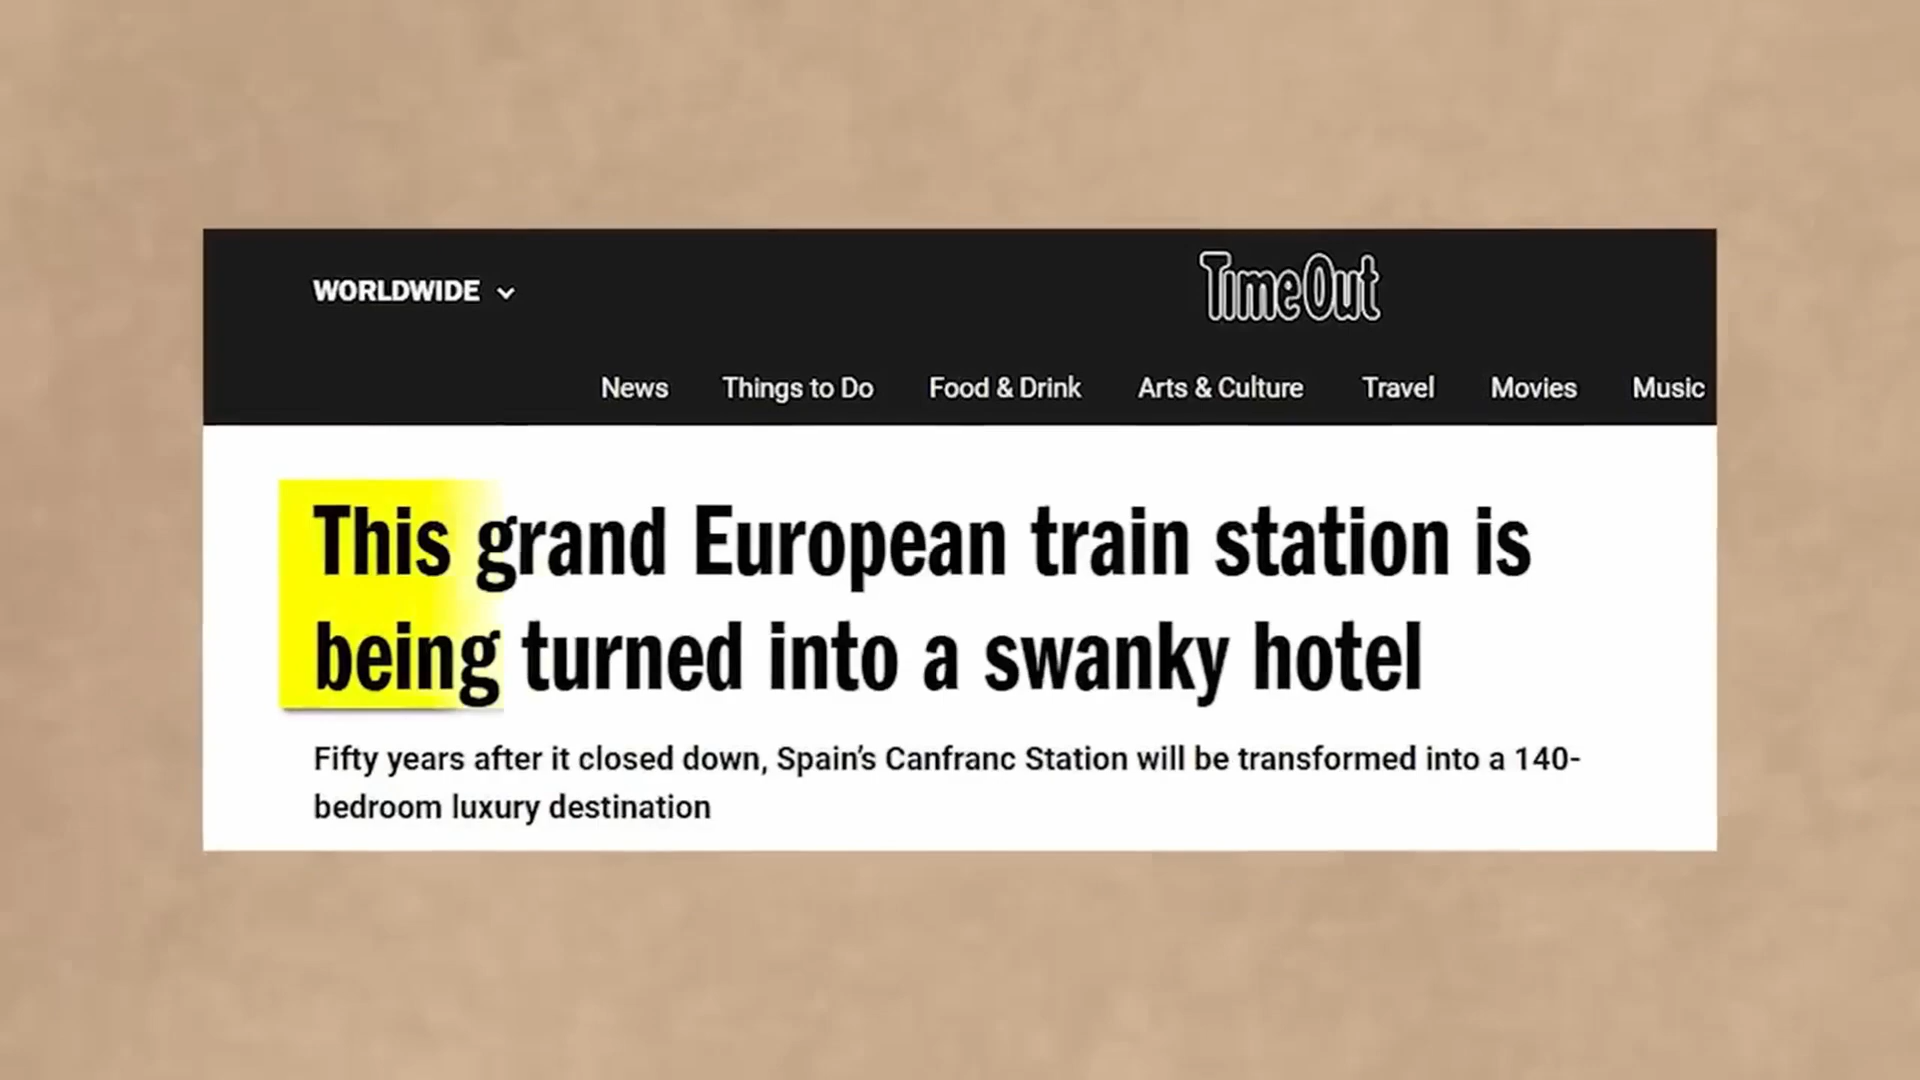 WORLDWIDE
TimeOut
News Things to Do Food & Drink Arts & Culture Travel Movies Music
This grand European train station is
being turned into a swanky hotel
Fifty years after it closed down, Spain’s Canfranc Station will be transformed into a 140-
bedroom luxury destination